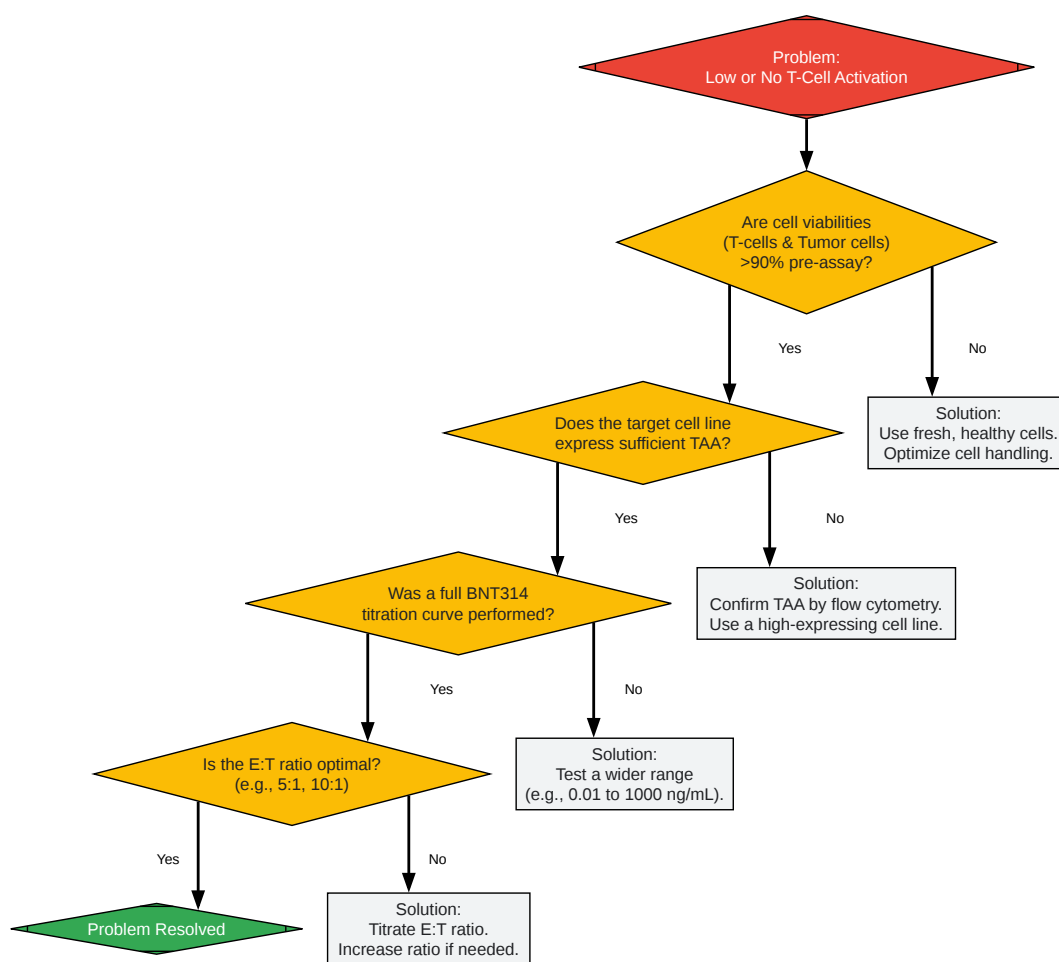 Problem:
Low or No T-Cell Activation
Are cell viabilities
(T-cells & Tumor cells)
>90% pre-assay?
Yes
No
Does the target cell line
express sufficient TAA?
Solution:
Use fresh, healthy cells.
Optimize cell handling.
Yes
No
Was a full BNT314
titration curve performed?
Solution:
Confirm TAA by flow cytometry.
Use a high-expressing cell line.
Yes
No
Is the E:T ratio optimal?
(e.g., 5:1, 10:1)
Solution:
Test a wider range
(e.g., 0.01 to 1000 ng/mL).
Yes
No
Problem Resolved
Solution:
Titrate E:T ratio.
Increase ratio if needed.